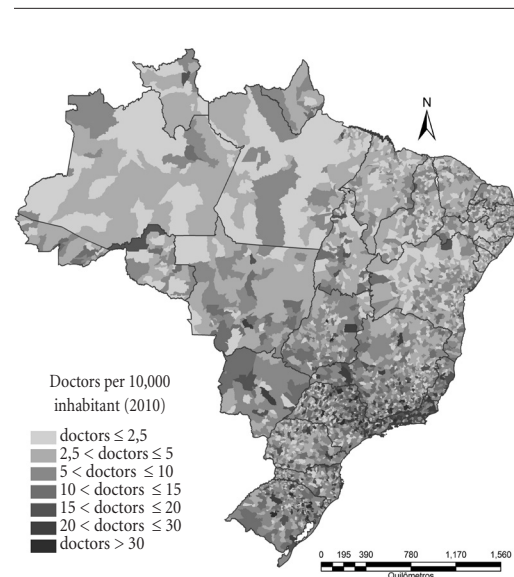 N
Doctors per 10,000
inhabitant (2010)
doctors ≤ 2,5
2,5 < doctors ≤ 5
5 < doctors ≤ 10
10 < doctors ≤ 15
15 < doctors ≤ 20
20 < doctors ≤ 30
doctors > 30
0 195 390 780 1,170 1,560
Quilômetros